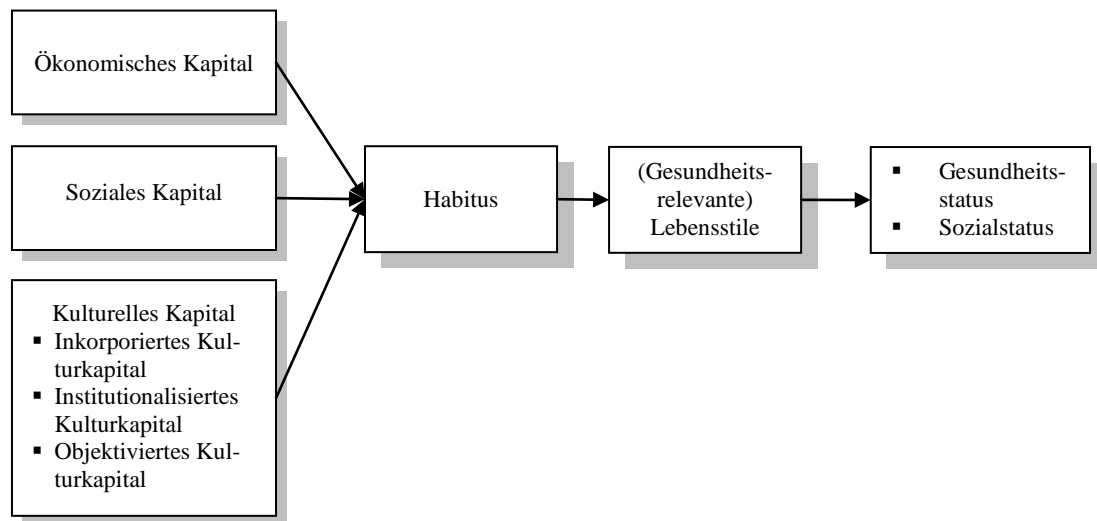 Ökonomisches Kapital
Soziales Kapital
Kulturelles Kapital
▪ Inkorporiertes Kul-
turkapital
▪ Institutionalisiertes
Kulturkapital
▪ Objektiviertes Kul-
turkapital
Habitus
(Gesundheits-
relevante)
Lebensstile
▪ Gesundheits-
status
▪ Sozialstatus